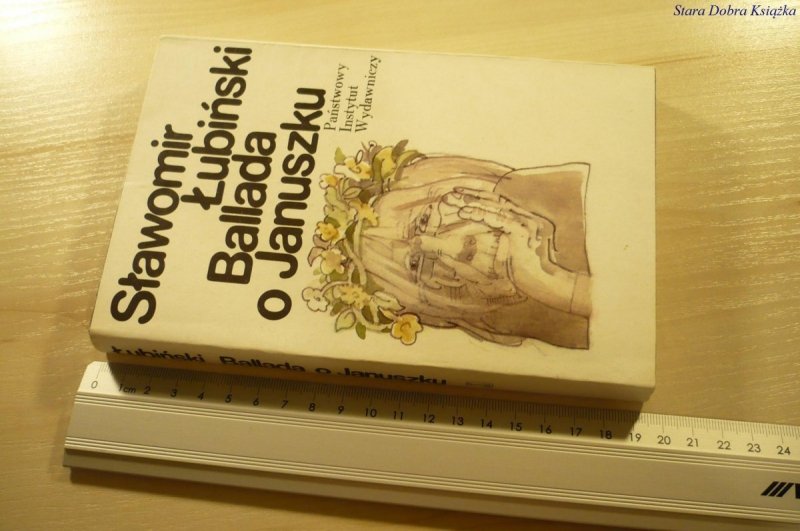 Stara Dobra Książka
Sławomir
Łubiński
Ballada
o Januszku
Państwowy
Instytut
Wydawniczy
Łubiński Ballada o Januszku
0 1cm 2 3 4 5 6 7 8 9 10 11 12 13 14 15 16 17 18 19 20 21 22 23 24